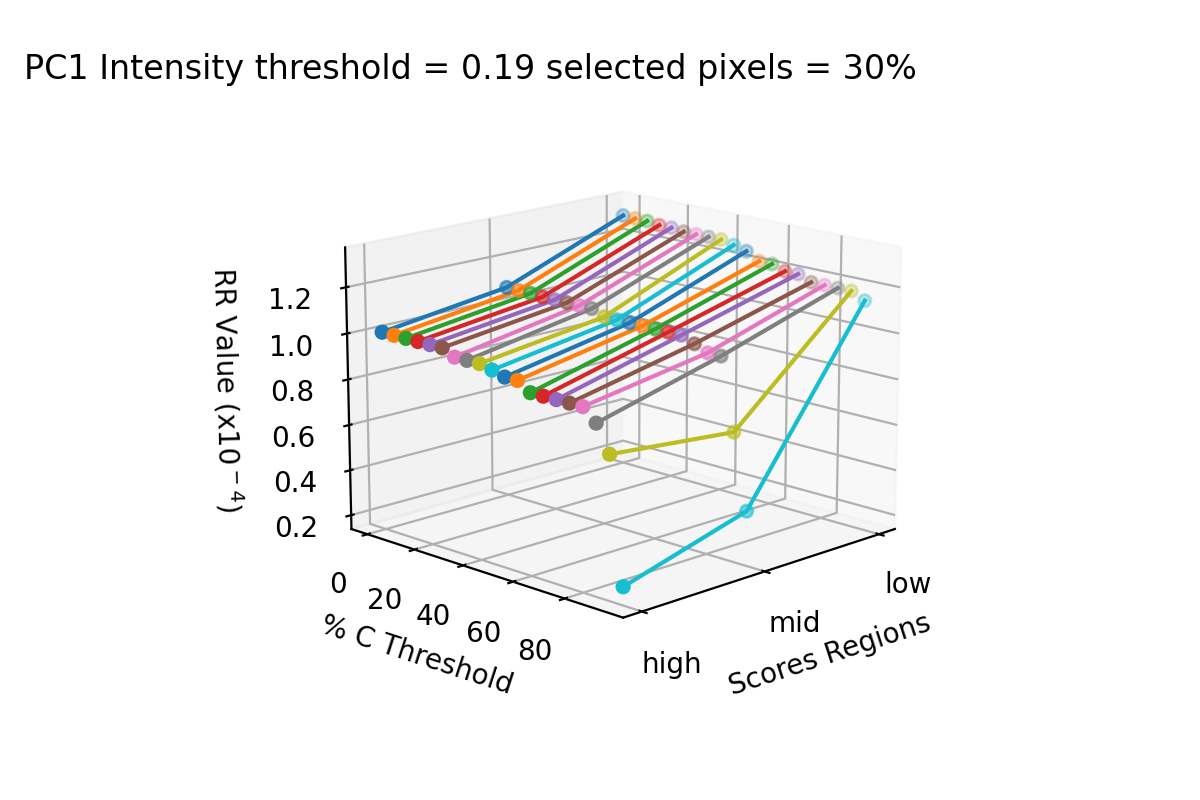 PC1 Intensity threshold = 0.19 selected pixels = 30%
RR Value (x10⁻⁴)
1.2
1.0
0.8
0.6
0.4
0.2
0
20
40
60
80
% C Threshold
high
mid
low
Scores Regions